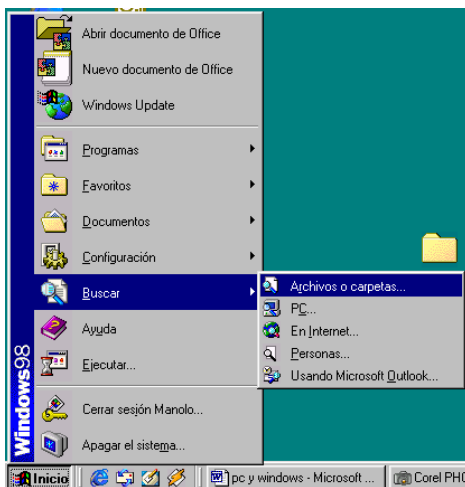 Abrir documento de Office
Nuevo documento de Office
Windows Update
Programas
Favoritos
Documentos
Configuración
Buscar
Archivos o carpetas...
PC...
En Internet...
Personas...
Usando Microsoft Outlook...
Ayuda
Ejecutar...
Cerrar sesión Manolo...
Apagar el sistema...
Windows98
Inicio
pc y windows - Microsoft ...
Corel PHO